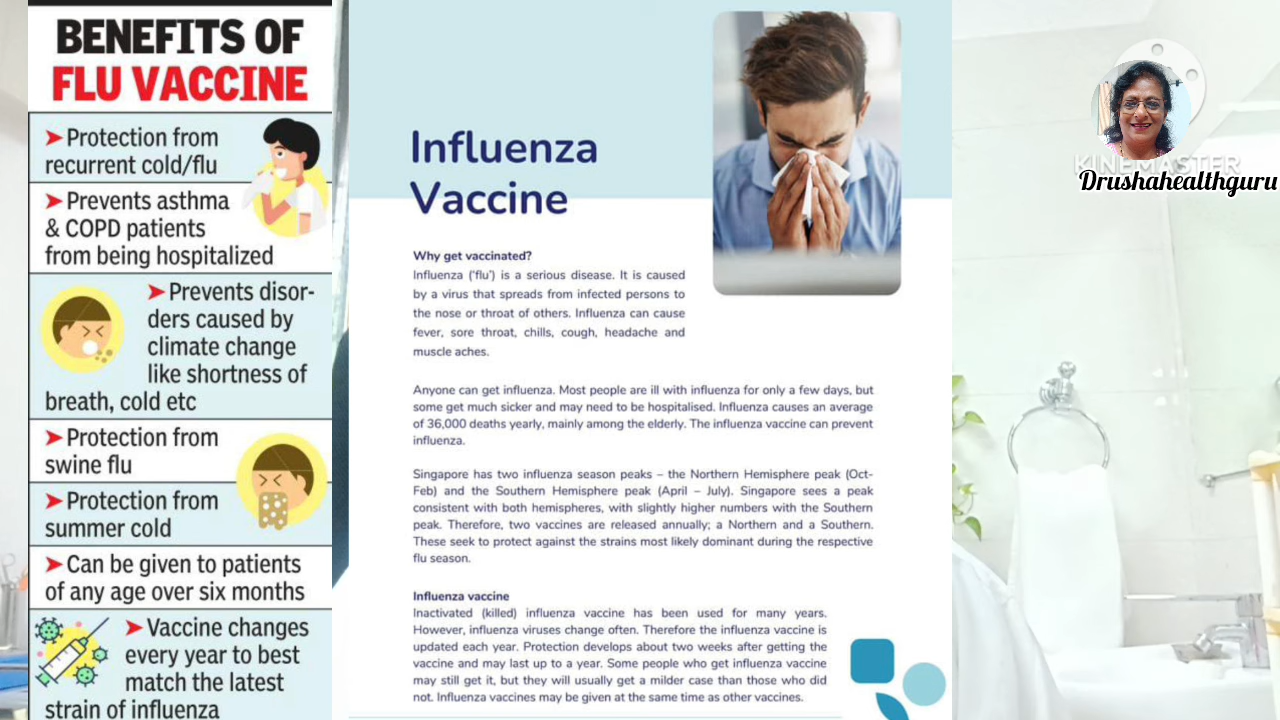 BENEFITS OF
FLU VACCINE
➤ Protection from
recurrent cold/flu
➤ Prevents asthma
& COPD patients
from being hospitalized
➤ Prevents disor-
ders caused by
climate change
like shortness of
breath, cold etc
➤ Protection from
swine flu
➤ Protection from
summer cold
➤ Can be given to patients
of any age over six months
➤ Vaccine changes
every year to best
match the latest
strain of influenza
Influenza
Vaccine
Why get vaccinated?
Influenza (‘flu’) is a serious disease. It is caused
by a virus that spreads from infected persons to
the nose or throat of others. Influenza can cause
fever, sore throat, chills, cough, headache and
muscle aches.
Anyone can get influenza. Most people are ill with influenza for only a few days, but
some get much sicker and may need to be hospitalised. Influenza causes an average
of 36,000 deaths yearly, mainly among the elderly. The influenza vaccine can prevent
influenza.
Singapore has two influenza season peaks – the Northern Hemisphere peak (Oct-
Feb) and the Southern Hemisphere peak (April – July). Singapore sees a peak
consistent with both hemispheres, with slightly higher numbers with the Southern
peak. Therefore, two vaccines are released annually; a Northern and a Southern.
These seek to protect against the strains most likely dominant during the respective
flu season.
Influenza vaccine
Inactivated (killed) influenza vaccine has been used for many years.
However, influenza viruses change often. Therefore the influenza vaccine is
updated each year. Protection develops about two weeks after getting the
vaccine and may last up to a year. Some people who get influenza vaccine
may still get it, but they will usually get a milder case than those who did
not. Influenza vaccines may be given at the same time as other vaccines.
KINEMASTER
Drushahealthguru